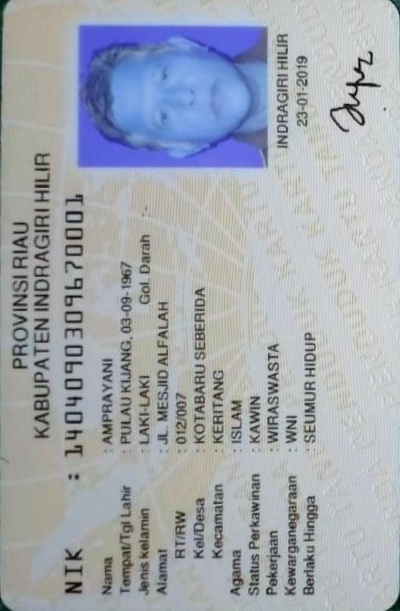 PROVINSI RIAU
KABUPATEN INDRAGIRI HILIR
NIK : 1404090309670001
Nama : AMPRAYANI
Tempat/Tgl Lahir : PULAU KIJANG, 03-09-1967
Jenis kelamin : LAKI-LAKI Gol. Darah :-
Alamat : JL. MESJID ALFALAH
RT/RW : 012/007
Kel/Desa : KOTABARU SEBERIDA
Kecamatan : KERITANG
Agama : ISLAM
Status Perkawinan : KAWIN
Pekerjaan : WIRASWASTA
Kewarganegaraan : WNI
Berlaku Hingga : SEUMUR HIDUP
INDRAGIRI HILIR
23-01-2019